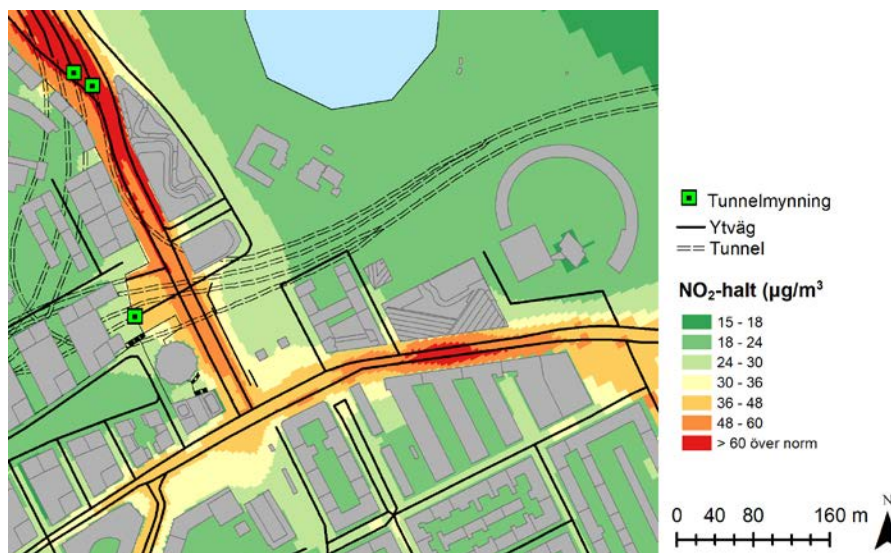 Tunnelmynning
Ytväg
Tunnel
NO₂-halt (µg/m³
15 - 18
18 - 24
24 - 30
30 - 36
36 - 48
48 - 60
> 60 över norm
0 40 80 160 m
N